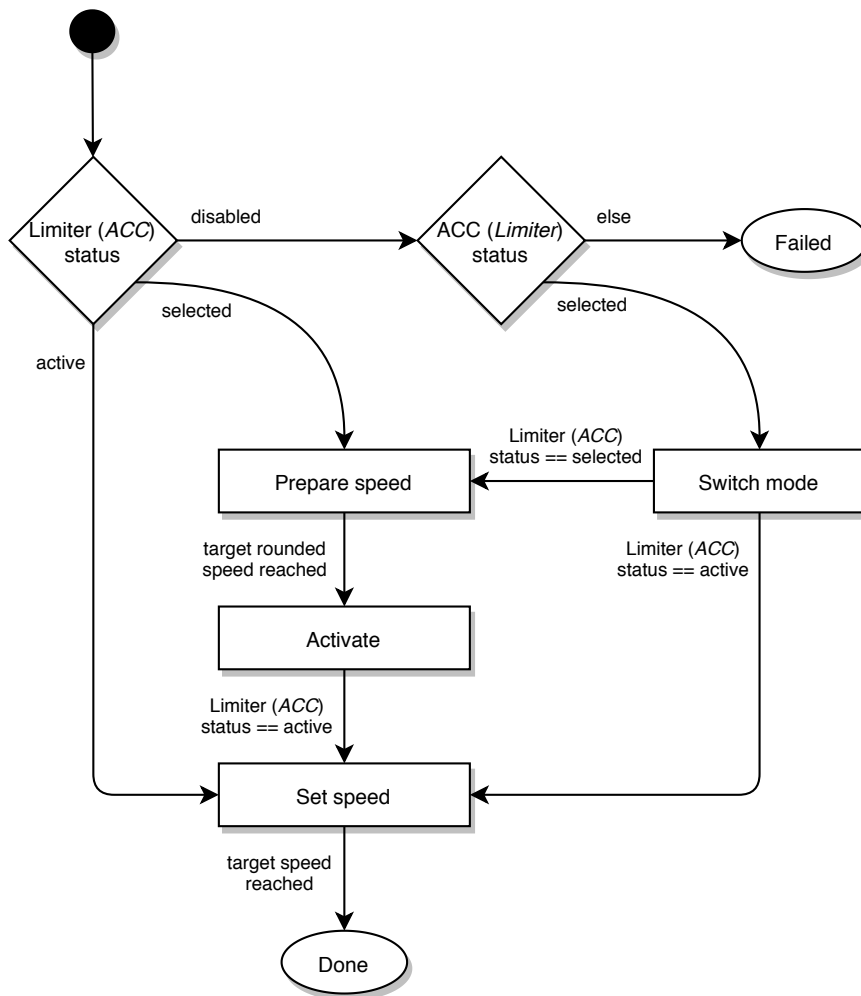 Limiter (ACC)
status
disabled
ACC (Limiter)
status
else
Failed
selected
selected
active
Limiter (ACC)
status == selected
Prepare speed
Switch mode
target rounded
speed reached
Limiter (ACC)
status == active
Activate
Limiter (ACC)
status == active
Set speed
target speed
reached
Done